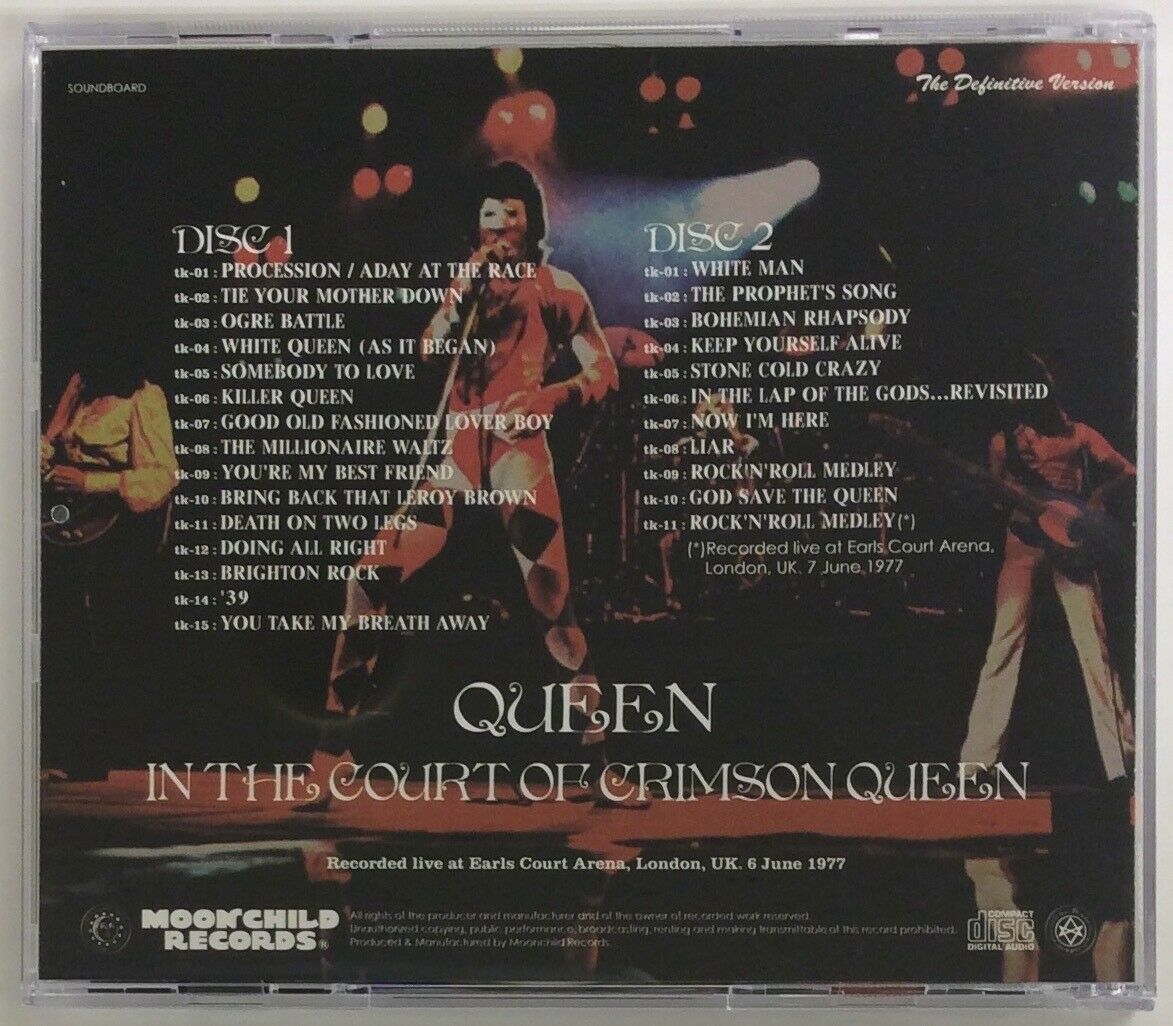 SOUNDBOARD
The Definitive Version
DISC 1
tk-01: PROCESSION / ADAY AT THE RACE
tk-02: TIE YOUR MOTHER DOWN
tk-03: OGRE BATTLE
tk-04: WHITE QUEEN (AS IT BEGAN)
tk-05: SOMEBODY TO LOVE
tk-06: KILLER QUEEN
tk-07: GOOD OLD FASHIONED LOVER BOY
tk-08: THE MILLIONAIRE WALTZ
tk-09: YOU'RE MY BEST FRIEND
tk-10: BRING BACK THAT LEROY BROWN
tk-11: DEATH ON TWO LEGS
tk-12: DOING ALL RIGHT
tk-13: BRIGHTON ROCK
tk-14: '39
tk-15: YOU TAKE MY BREATH AWAY
DISC 2
tk-01: WHITE MAN
tk-02: THE PROPHET'S SONG
tk-03: BOHEMIAN RHAPSODY
tk-04: KEEP YOURSELF ALIVE
tk-05: STONE COLD CRAZY
tk-06: IN THE LAP OF THE GODS...REVISITED
tk-07: NOW I'M HERE
tk-08: LIAR
tk-09: ROCK'N'ROLL MEDLEY
tk-10: GOD SAVE THE QUEEN
tk-11: ROCK'N'ROLL MEDLEY(*)
(*)Recorded live at Earls Court Arena,
London, UK. 7 June 1977
QUEEN
IN THE COURT OF CRIMSON QUEEN
Recorded live at Earls Court Arena, London, UK. 6 June 1977
MOONCHILD
RECORDS®
All rights of the producer and manufacturer and of the owner of recorded work reserved.
Unauthorized copying, public performance, broadcasting, renting and making transmittable of this record prohibited.
Produced & Manufactured by Moonchild Records
COMPACT
disc
DIGITAL AUDIO